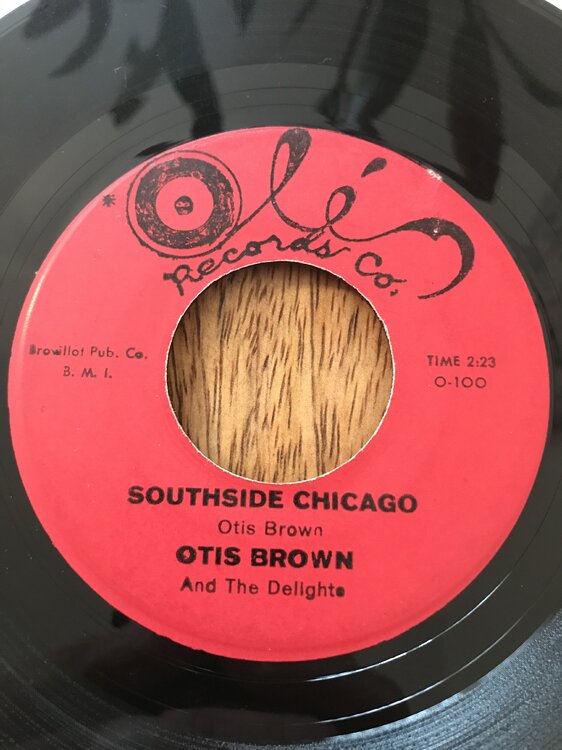 Olé
Records Co.
Browillot Pub. Co.
B. M. I.
TIME 2:23
O-100
SOUTHSIDE CHICAGO
Otis Brown
OTIS BROWN
And The Delights